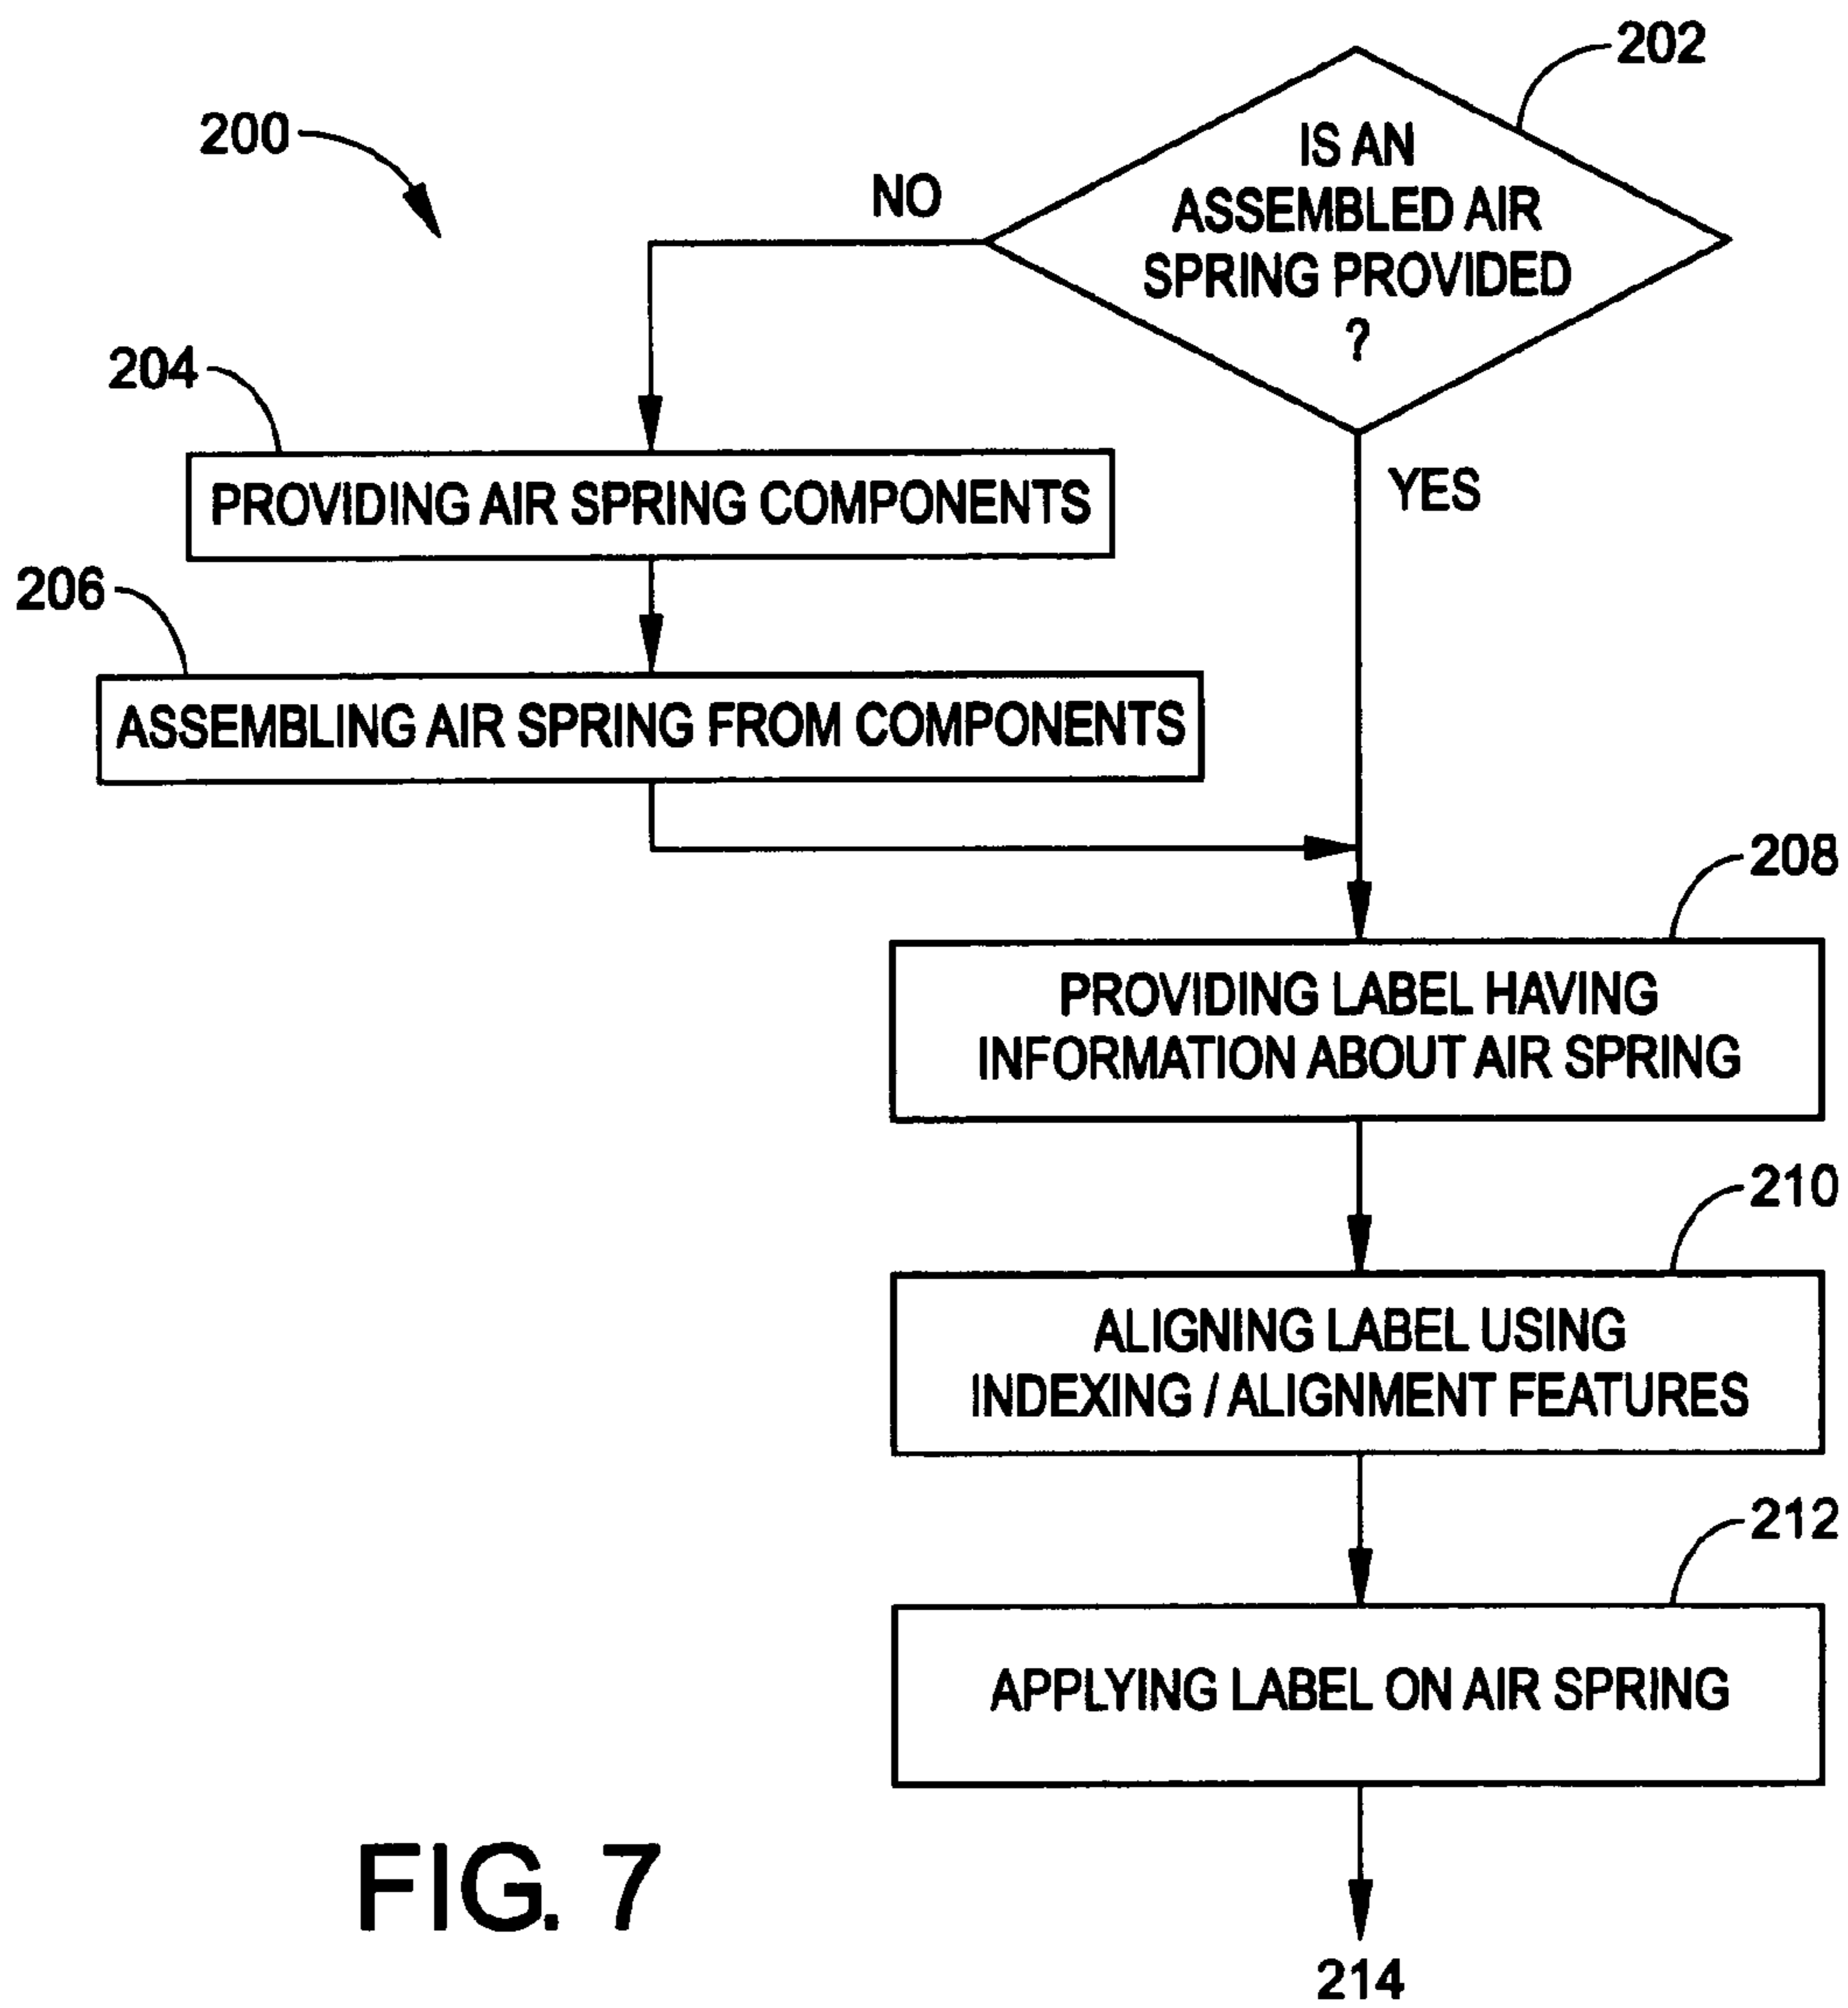 202
IS AN
ASSEMBLED AIR
SPRING PROVIDED
?
200
NO
204
PROVIDING AIR SPRING COMPONENTS
YES
206
ASSEMBLING AIR SPRING FROM COMPONENTS
208
PROVIDING LABEL HAVING
INFORMATION ABOUT AIR SPRING
210
ALIGNING LABEL USING
INDEXING / ALIGNMENT FEATURES
212
APPLYING LABEL ON AIR SPRING
FIG. 7
214